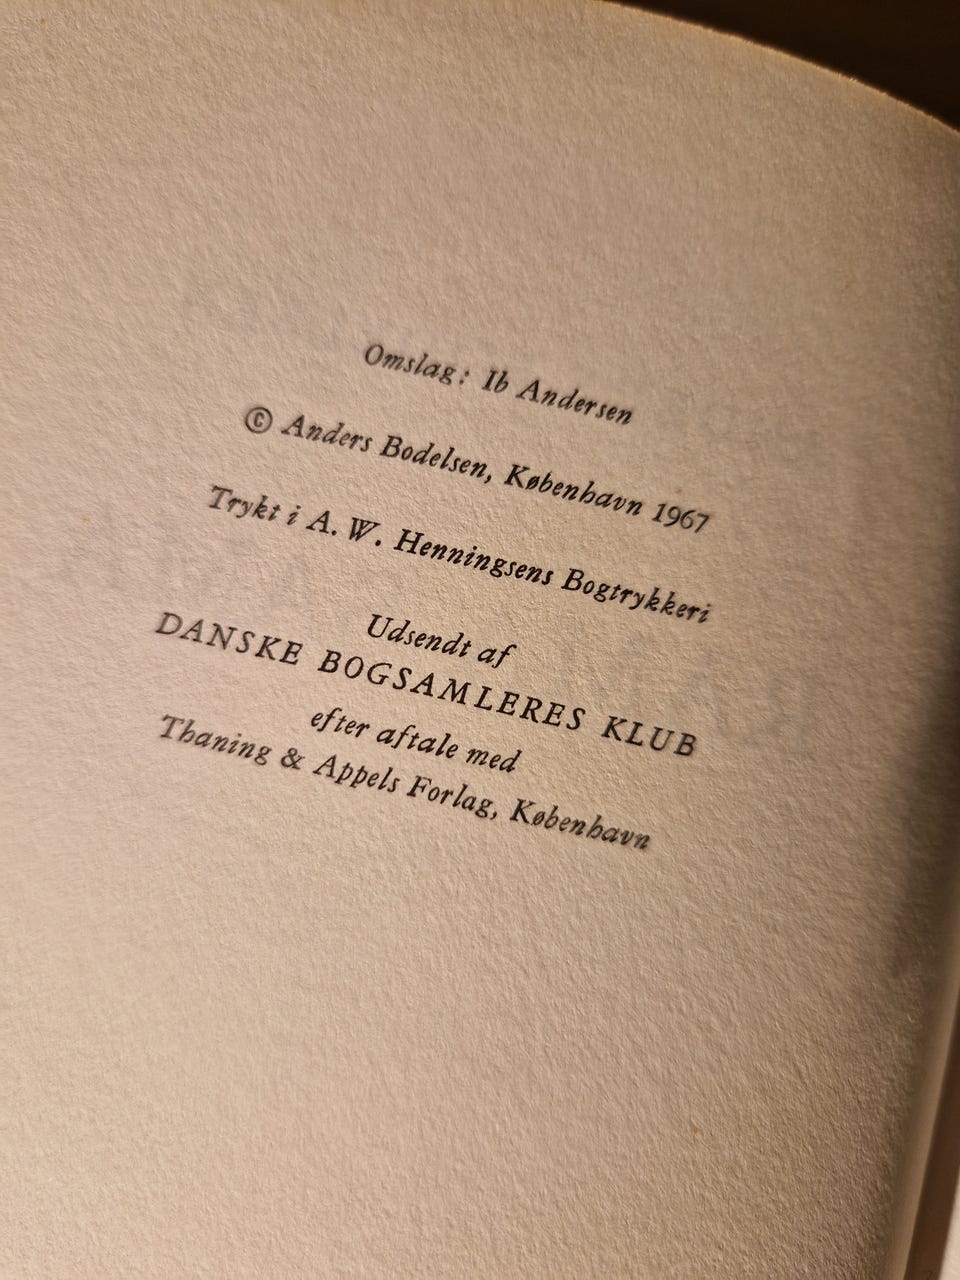 Omslag: Ib Andersen
© Anders Bodelsen, København 1967
Trykt i A. W. Henningsens Bogtrykkeri
Udsendt af
DANSKE BOGSAMLERES KLUB
efter aftale med
Thaning & Appels Forlag, København